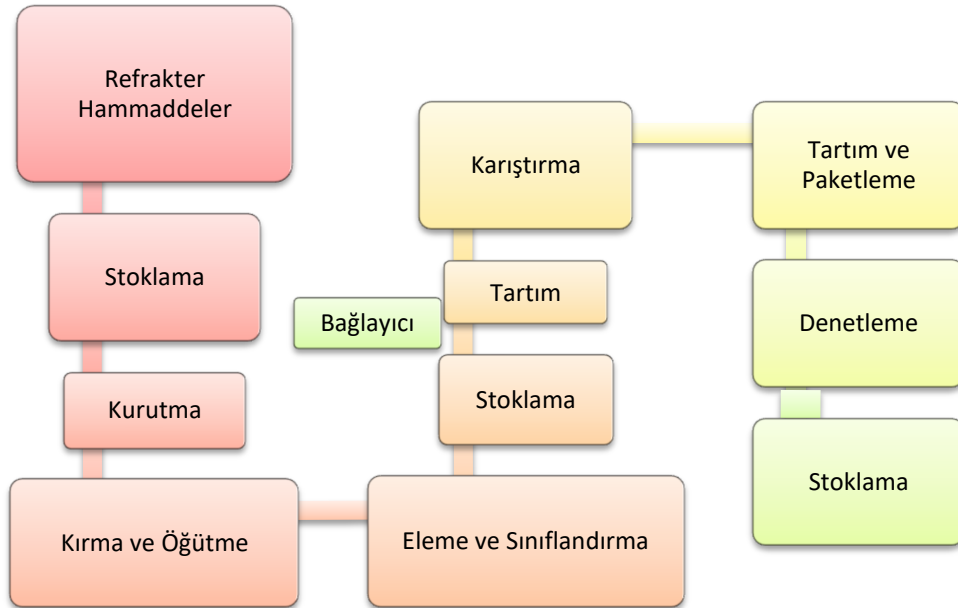 Refrakter
Hammaddeler
Stoklama
Kurutma
Kırma ve Öğütme
Eleme ve Sınıflandırma
Stoklama
Bağlayıcı
Tartım
Karıştırma
Tartım ve
Paketleme
Denetleme
Stoklama